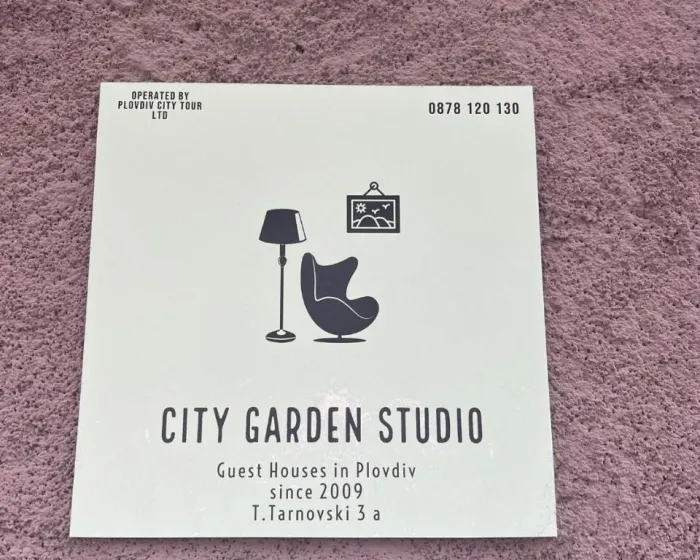 OPERATED BY
PLOVDIV CITY TOUR
LTD
0878 120 130
CITY GARDEN STUDIO
Guest Houses in Plovdiv
since 2009
T.Tarnovski 3 a